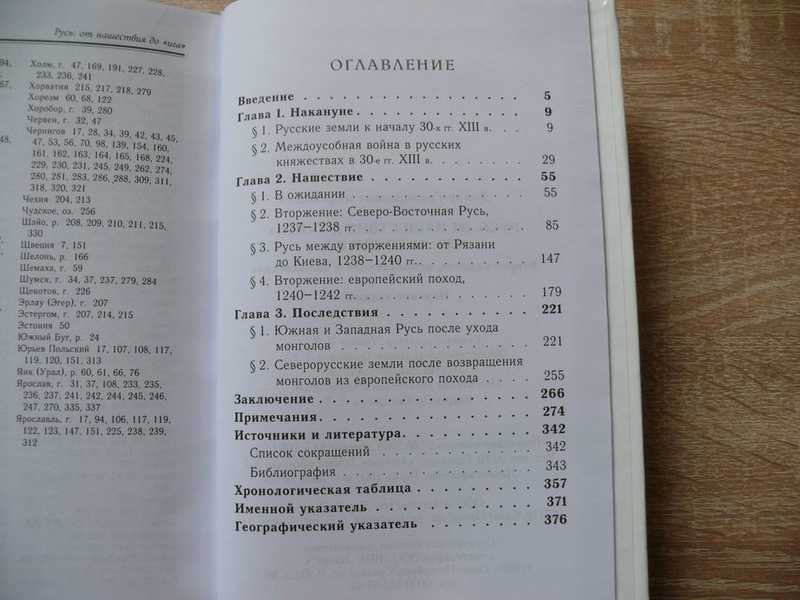 Русь: от нашествия до «ига»
94.
67.
48.
Холм, г. 47, 169, 191, 227, 228,
233, 236, 241
Хорватия 215, 217, 218, 279
Хорезм 60, 68, 122
Хоробор, г. 39, 280
Червен, г. 32, 47
Чернигов 17, 28, 34, 39, 42, 43, 45,
47, 53, 56, 70, 98, 139, 154, 160,
161, 162, 163, 164, 165, 168, 224,
229, 230, 231, 245, 249, 262, 274,
280, 281, 283, 286, 288, 309, 311,
318, 320, 321
Чехия 204, 213
Чудское, оз. 256
Шайо, р. 208, 209, 210, 211, 215,
330
Швеция 7, 151
Шелонь, р. 166
Шемаха, г. 59
Шумск, г. 34, 37, 237, 279, 284
Щекотов, г. 226
Эрлау (Эгер), г. 207
Эстергом, г. 207, 214, 215
Эстония 50
Южный Буг, р. 24
Юрьев Польский 17, 107, 108, 117,
119, 120, 151, 313
Яик (Урал), р. 60, 61, 66, 76
Ярослав, г. 31, 37, 108, 233, 235,
236, 237, 241, 242, 244, 245, 246,
247, 270, 335, 337
Ярославль, г. 17, 94, 106, 117, 119,
122, 123, 147, 151, 225, 238, 239,
312
ОГЛАВЛЕНИЕ
Введение . . . . . . . . . . . . . . . . 5
Глава 1. Накануне. . . . . . . . . . . . 9
§ 1. Русские земли к началу 30-х гг. XIII в. . . . 9
§ 2. Междоусобная война в русских
княжествах в 30-е гг. XIII в. . . . . . . . 29
Глава 2. Нашествие . . . . . . . . . . . 55
§ 1. В ожидании . . . . . . . . . . . . . 55
§ 2. Вторжение: Северо-Восточная Русь,
1237—1238 гг. . . . . . . . . . . . . . 85
§ 3. Русь между вторжениями: от Рязани
до Киева, 1238—1240 гг.. . . . . . . . . 147
§ 4. Вторжение: европейский поход,
1240—1242 гг. . . . . . . . . . . . . . 179
Глава 3. Последствия . . . . . . . . . . 221
§ 1. Южная и Западная Русь после ухода
монголов . . . . . . . . . . . . . . . 221
§ 2. Северорусские земли после возвращения
монголов из европейского похода . . . . 255
Заключение . . . . . . . . . . . . . . . 266
Примечания. . . . . . . . . . . . . . . 274
Источники и литература. . . . . . . . . 342
Список сокращений . . . . . . . . . . . 342
Библиография . . . . . . . . . . . . . 343
Хронологическая таблица . . . . . . . . 357
Именной указатель . . . . . . . . . . . 371
Географический указатель . . . . . . . 376